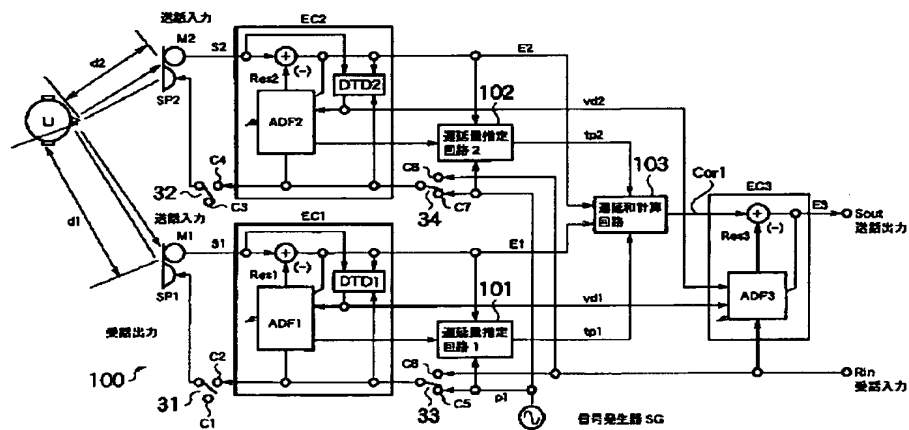 送話入力
M2
S2
EC2
E2
d2
SP2
Res2
(-)
DTD2
ADF2
102
vd2
遅延量推定
回路 2
tp2
103
U
C4
32
C3
C6
34
C7
遅延和計算
回路
Cor1
EC3
E3
Sout
送話出力
Res3
(-)
ADF3
d1
送話入力
M1
S1
EC1
E1
SP1
Res1
(-)
DTD1
ADF1
101
vd1
遅延量推定
回路 1
tp1
受話出力
100
C2
31
C1
C6
33
C5
p1
信号発生器 SG
Rin
受話入力